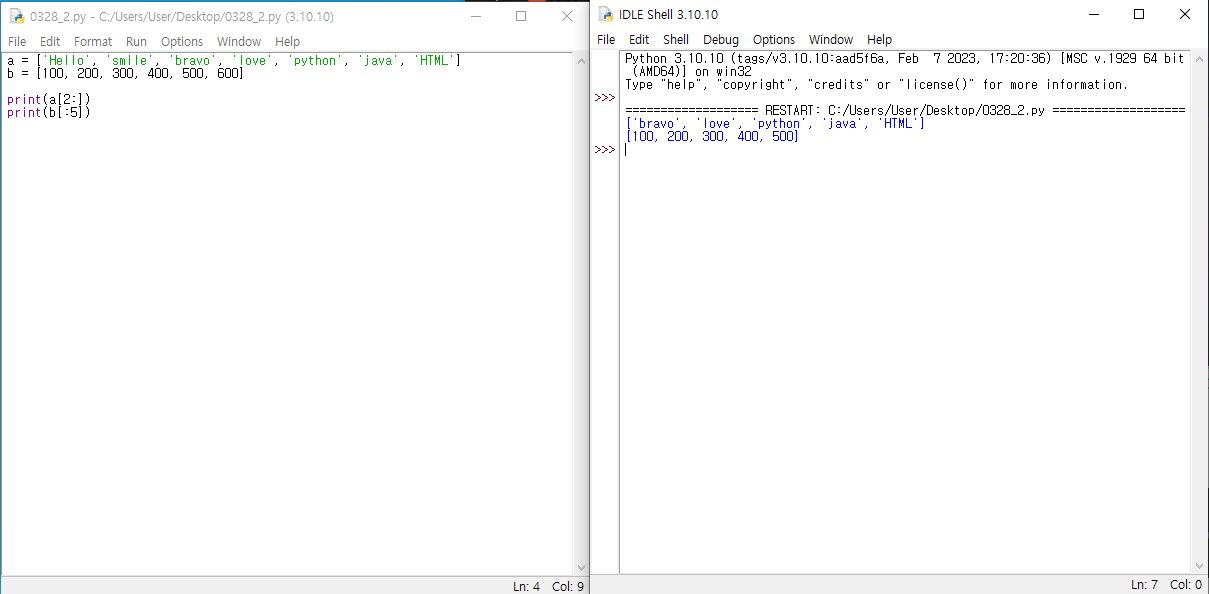 0328_2.py - C:/Users/User/Desktop/0328_2.py (3.10.10)
File Edit Format Run Options Window Help
a = ['Hello', 'smile', 'bravo', 'love', 'python', 'java', 'HTML']
b = [100, 200, 300, 400, 500, 600]
print(a[2:])
print(b[:5])
Ln: 4 Col: 9
IDLE Shell 3.10.10
File Edit Shell Debug Options Window Help
Python 3.10.10 (tags/v3.10.10:aad5f6a, Feb  7 2023, 17:20:36) [MSC v.1929 64 bit
(AMD64)] on win32
Type "help", "copyright", "credits" or "license()" for more information.
>>>
=================== RESTART: C:/Users/User/Desktop/0328_2.py ===================
['bravo', 'love', 'python', 'java', 'HTML']
[100, 200, 300, 400, 500]
>>>
Ln: 7 Col: 0